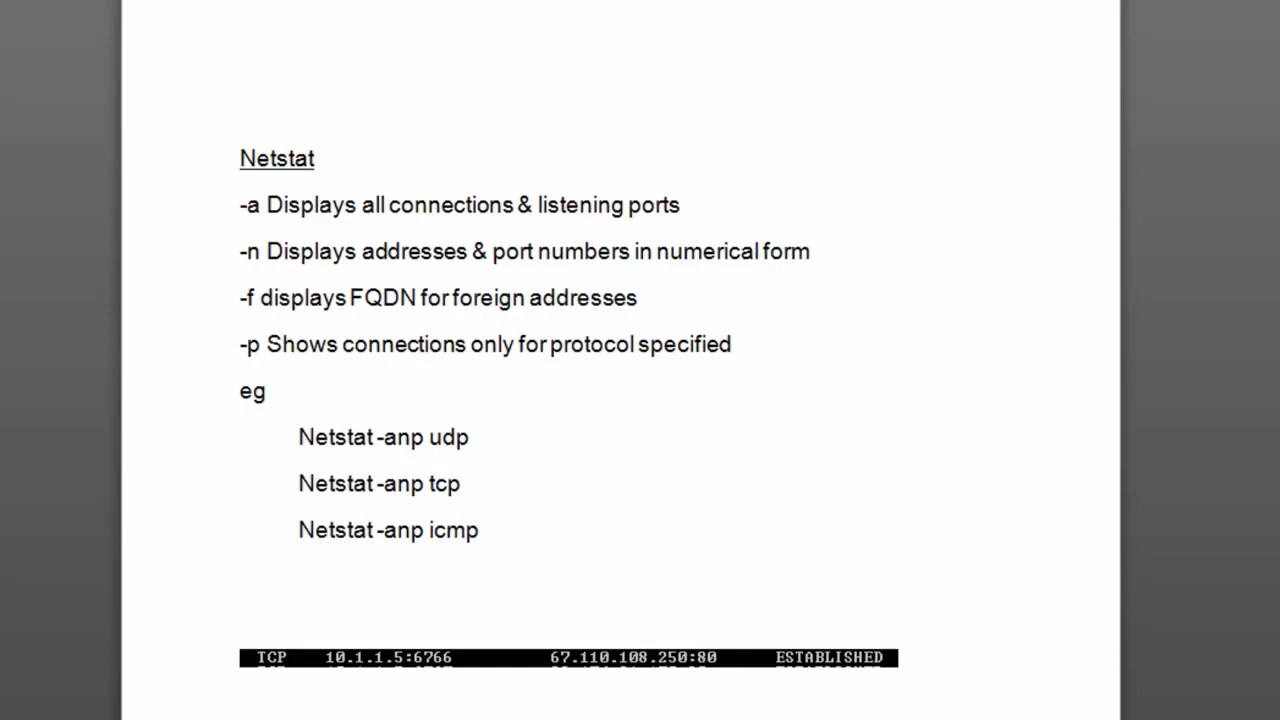 Netstat
-a Displays all connections & listening ports
-n Displays addresses & port numbers in numerical form
-f displays FQDN for foreign addresses
-p Shows connections only for protocol specified
eg
Netstat -anp udp
Netstat -anp tcp
Netstat -anp icmp
TCP 10.1.1.5:6766 67.110.108.250:80 ESTABLISHED